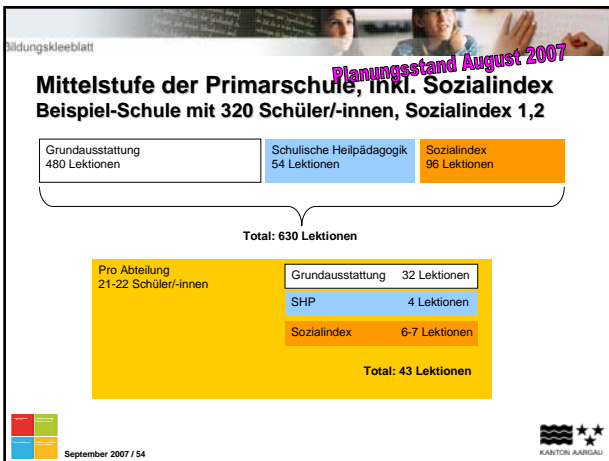 Bildungskleeblatt
Planungsstand August 2007
Mittelstufe der Primarschule, inkl. Sozialindex
Beispiel-Schule mit 320 Schüler/-innen, Sozialindex 1,2
Grundausstattung
480 Lektionen
Schulische Heilpädagogik
54 Lektionen
Sozialindex
96 Lektionen
Total: 630 Lektionen
Pro Abteilung
21-22 Schüler/-innen
Grundausstattung 32 Lektionen
SHP 4 Lektionen
Sozialindex 6-7 Lektionen
Total: 43 Lektionen
September 2007 / 54
KANTON AARGAU